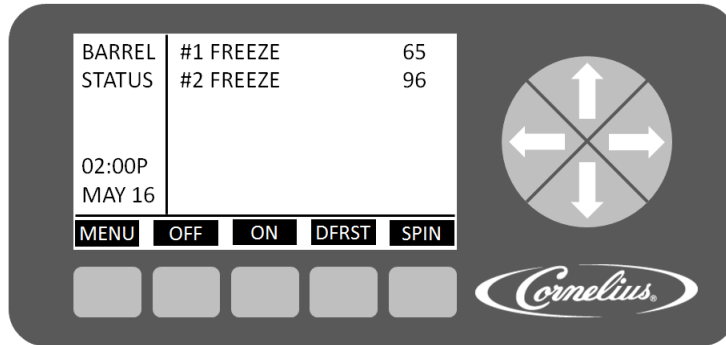 BARREL #1 FREEZE 65
STATUS #2 FREEZE 96
02:00P
MAY 16
MENU OFF ON DFRST SPIN
Cornelius®